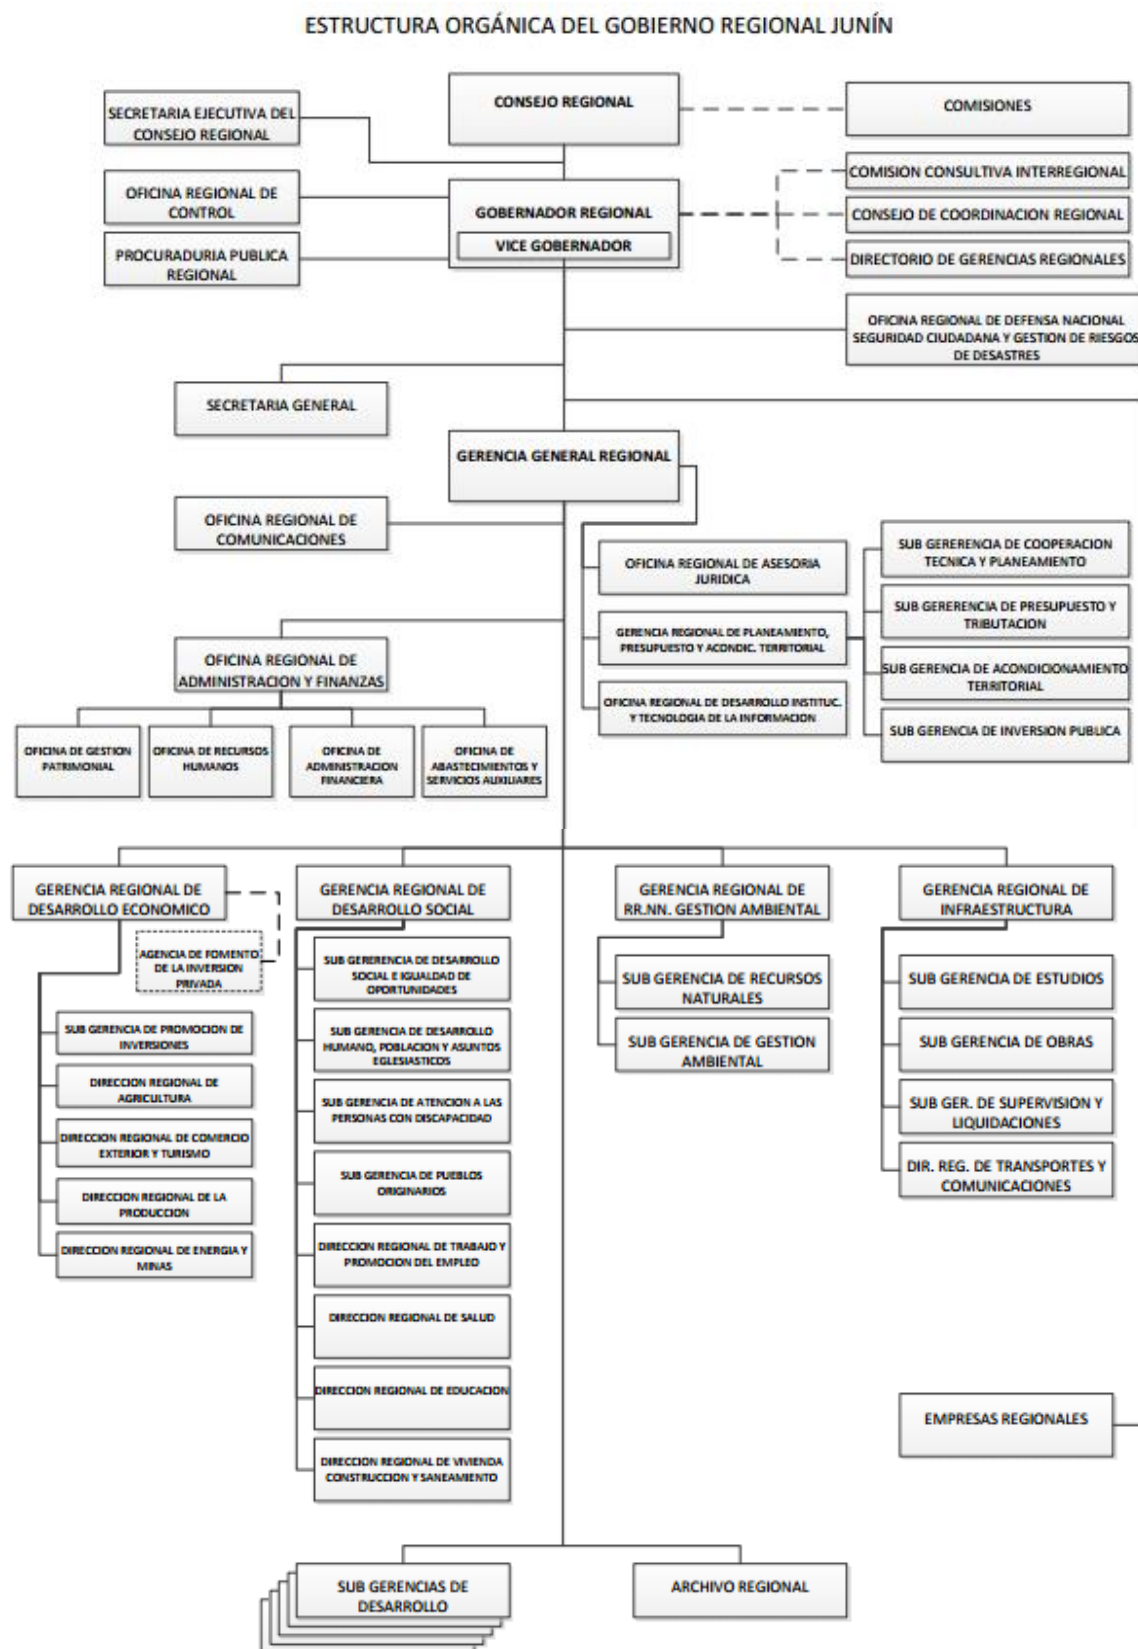 ESTRUCTURA ORGÁNICA DEL GOBIERNO REGIONAL JUNÍN
CONSEJO REGIONAL
COMISIONES
SECRETARIA EJECUTIVA DEL
CONSEJO REGIONAL
COMISION CONSULTIVA INTERREGIONAL
OFICINA REGIONAL DE
CONTROL
GOBERNADOR REGIONAL
CONSEJO DE COORDINACION REGIONAL
VICE GOBERNADOR
PROCURADURIA PUBLICA
REGIONAL
DIRECTORIO DE GERENCIAS REGIONALES
OFICINA REGIONAL DE DEFENSA NACIONAL
SEGURIDAD CIUDADANA Y GESTION DE RIESGOS
DE DESASTRES
SECRETARIA GENERAL
GERENCIA GENERAL REGIONAL
OFICINA REGIONAL DE
COMUNICACIONES
OFICINA REGIONAL DE ASESORIA
JURIDICA
SUB GERERENCIA DE COOPERACION
TECNICA Y PLANEAMIENTO
SUB GERERENCIA DE PRESUPUESTO Y
TRIBUTACION
GERENCIA REGIONAL DE PLANEAMIENTO,
PRESUPUESTO Y ACONDIC. TERRITORIAL
SUB GERENCIA DE ACONDICIONAMIENTO
TERRITORIAL
OFICINA REGIONAL DE DESARROLLO INSTITUC.
Y TECNOLOGIA DE LA INFORMACION
SUB GERENCIA DE INVERSION PUBLICA
OFICINA REGIONAL DE
ADMINISTRACION Y FINANZAS
OFICINA DE GESTION
PATRIMONIAL
OFICINA DE RECURSOS
HUMANOS
OFICINA DE
ADMINISTRACION
FINANCIERA
OFICINA DE
ABASTECIMIENTOS Y
SERVICIOS AUXILIARES
GERENCIA REGIONAL DE
DESARROLLO ECONOMICO
AGENCIA DE FOMENTO
DE LA INVERSION
PRIVADA
SUB GERENCIA DE PROMOCION DE
INVERSIONES
DIRECCION REGIONAL DE
AGRICULTURA
DIRECCION REGIONAL DE COMERCIO
EXTERIOR Y TURISMO
DIRECCION REGIONAL DE LA
PRODUCCION
DIRECCION REGIONAL DE ENERGIA Y
MINAS
GERENCIA REGIONAL DE
DESARROLLO SOCIAL
SUB GERERENCIA DE DESARROLLO
SOCIAL E IGUALDAD DE
OPORTUNIDADES
SUB GERENCIA DE DESARROLLO
HUMANO, POBLACION Y ASUNTOS
EGLESIASTICOS
SUB GERENCIA DE ATENCION A LAS
PERSONAS CON DISCAPACIDAD
SUB GERENCIA DE PUEBLOS
ORIGINARIOS
DIRECCION REGIONAL DE TRABAJO Y
PROMOCION DEL EMPLEO
DIRECCION REGIONAL DE SALUD
DIRECCION REGIONAL DE EDUCACION
DIRECCION REGIONAL DE VIVIENDA
CONSTRUCCION Y SANEAMIENTO
GERENCIA REGIONAL DE
RR.NN. GESTION AMBIENTAL
SUB GERENCIA DE RECURSOS
NATURALES
SUB GERENCIA DE GESTION
AMBIENTAL
GERENCIA REGIONAL DE
INFRAESTRUCTURA
SUB GERENCIA DE ESTUDIOS
SUB GERENCIA DE OBRAS
SUB GER. DE SUPERVISION Y
LIQUIDACIONES
DIR. REG. DE TRANSPORTES Y
COMUNICACIONES
EMPRESAS REGIONALES
SUB GERENCIAS DE
DESARROLLO
ARCHIVO REGIONAL